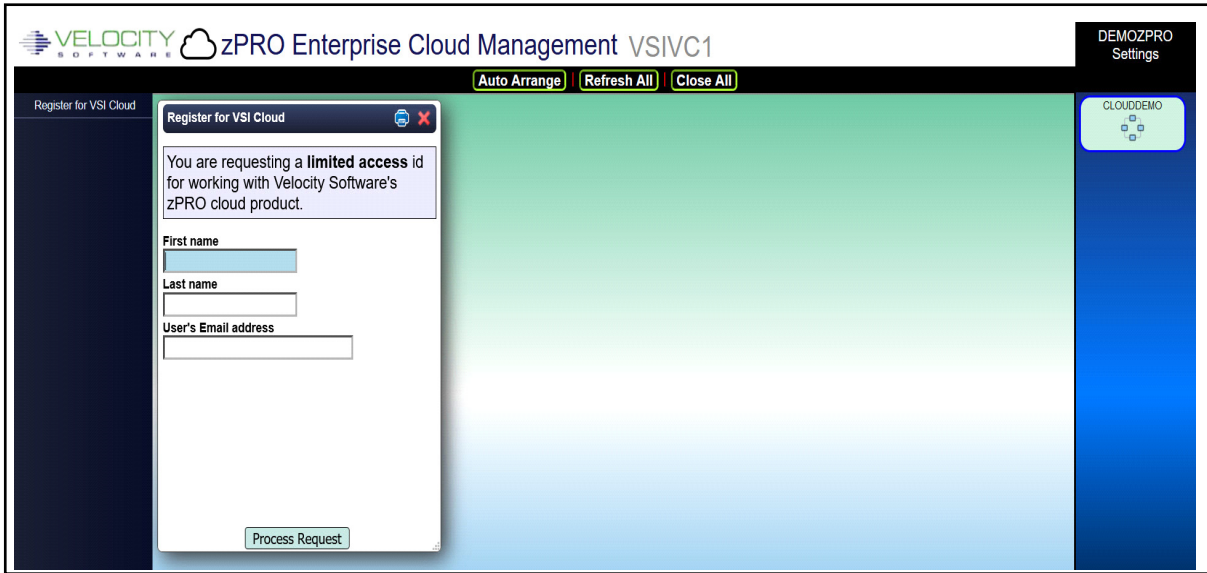 VELOCITY
SOFTWARE
zPRO Enterprise Cloud Management VSIVC1
DEMOZPRO
Settings
Auto Arrange | Refresh All | Close All
Register for VSI Cloud
Register for VSI Cloud
You are requesting a limited access id
for working with Velocity Software's
zPRO cloud product.
First name
Last name
User's Email address
Process Request
CLOUDDEMO